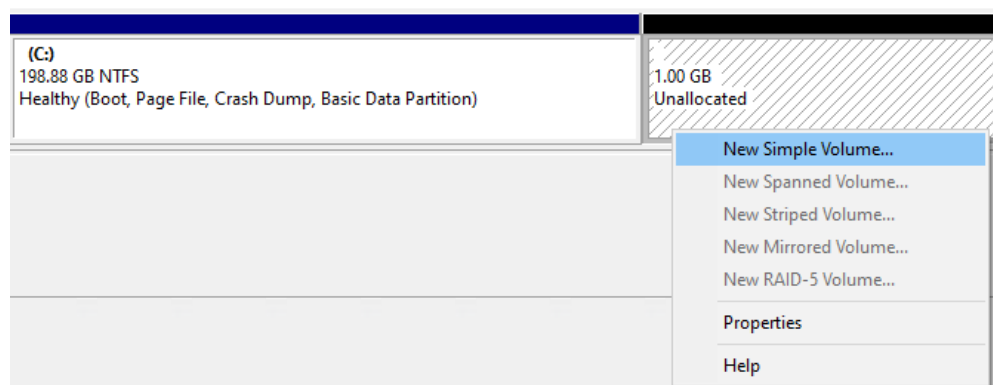 (C:)
198.88 GB NTFS
Healthy (Boot, Page File, Crash Dump, Basic Data Partition)
1.00 GB
Unallocated
New Simple Volume...
New Spanned Volume...
New Striped Volume...
New Mirrored Volume...
New RAID-5 Volume...
Properties
Help